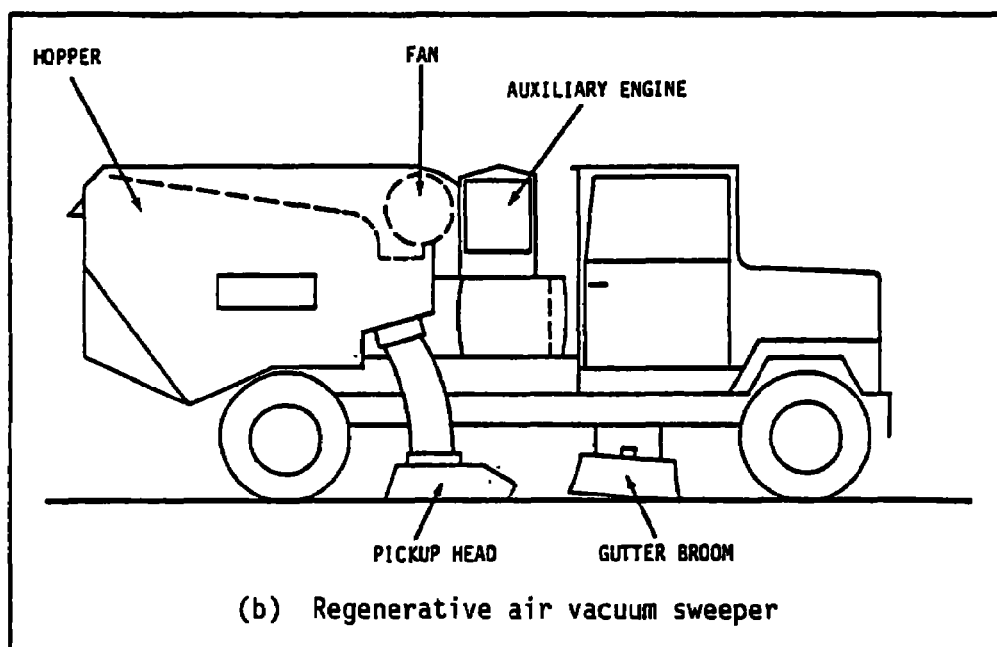 HOPPER
FAN
AUXILIARY ENGINE
PICKUP HEAD
GUTTER BROOM
(b) Regenerative air vacuum sweeper